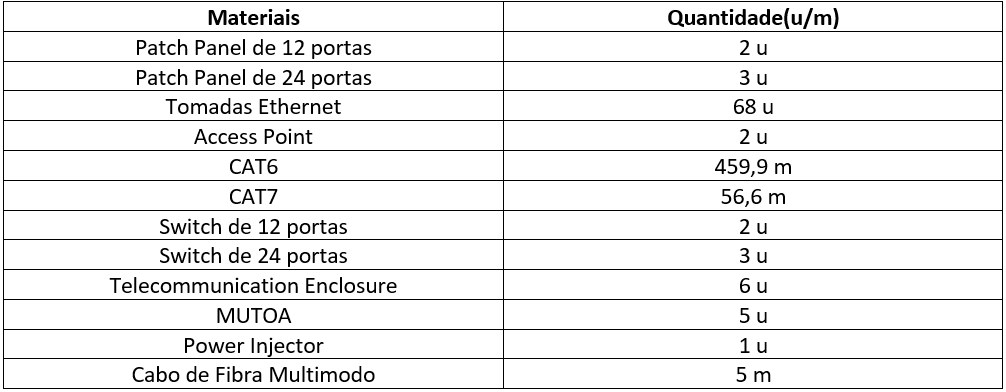 Materiais Quantidade(u/m)
Patch Panel de 12 portas 2 u
Patch Panel de 24 portas 3 u
Tomadas Ethernet 68 u
Access Point 2 u
CAT6 459,9 m
CAT7 56,6 m
Switch de 12 portas 2 u
Switch de 24 portas 3 u
Telecommunication Enclosure 6 u
MUTOA 5 u
Power Injector 1 u
Cabo de Fibra Multimodo 5 m